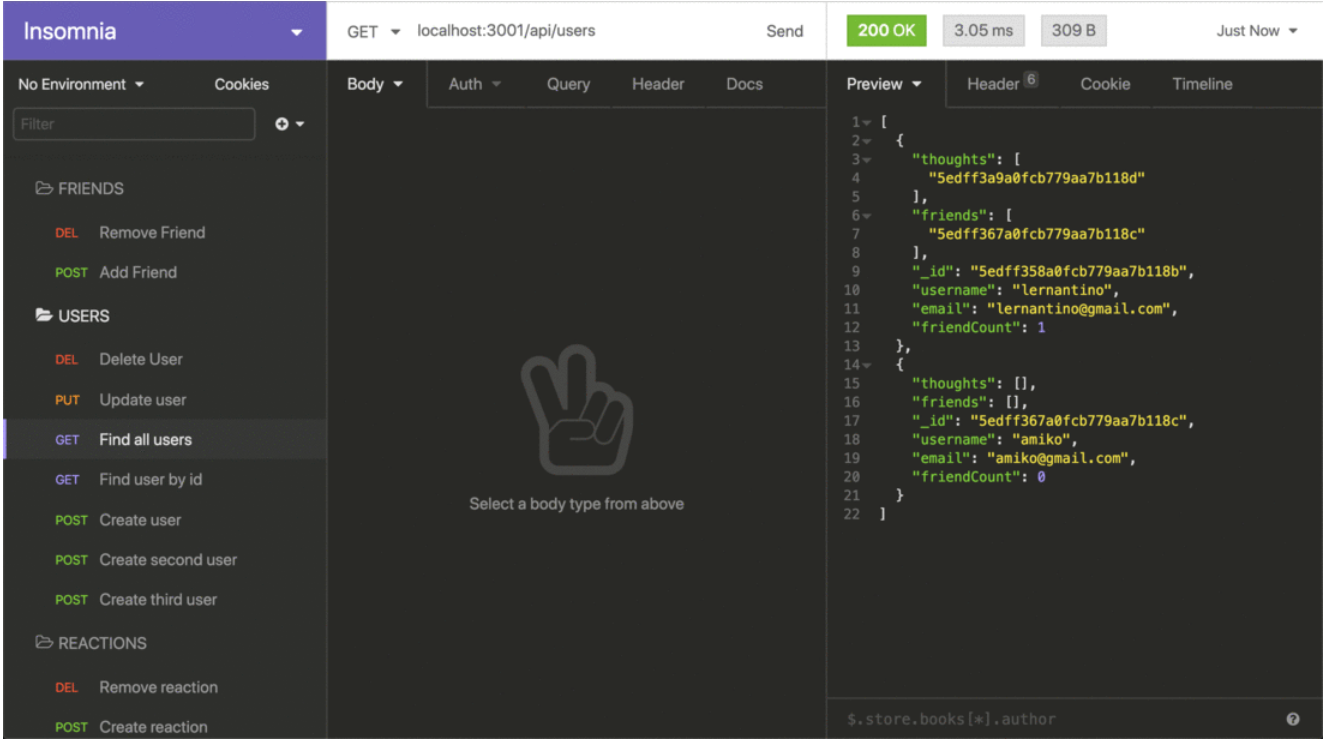 Insomnia
GET localhost:3001/api/users Send
200 OK 3.05 ms 309 B Just Now
No Environment Cookies
Body Auth Query Header Docs
Preview Header 6 Cookie Timeline
Filter
FRIENDS
DEL Remove Friend
POST Add Friend
USERS
DEL Delete User
PUT Update user
GET Find all users
GET Find user by id
POST Create user
POST Create second user
POST Create third user
REACTIONS
DEL Remove reaction
POST Create reaction
Select a body type from above
1 [
2 {
3 "thoughts": [
4 "5edff3a9a0fcb779aa7b118d"
5 ],
6 "friends": [
7 "5edff367a0fcb779aa7b118c"
8 ],
9 "_id": "5edff358a0fcb779aa7b118b",
10 "username": "lernantino",
11 "email": "lernantino@gmail.com",
12 "friendCount": 1
13 },
14 {
15 "thoughts": [],
16 "friends": [],
17 "_id": "5edff367a0fcb779aa7b118c",
18 "username": "amiko",
19 "email": "amiko@gmail.com",
20 "friendCount": 0
21 }
22 ]
$.store.books[*].author